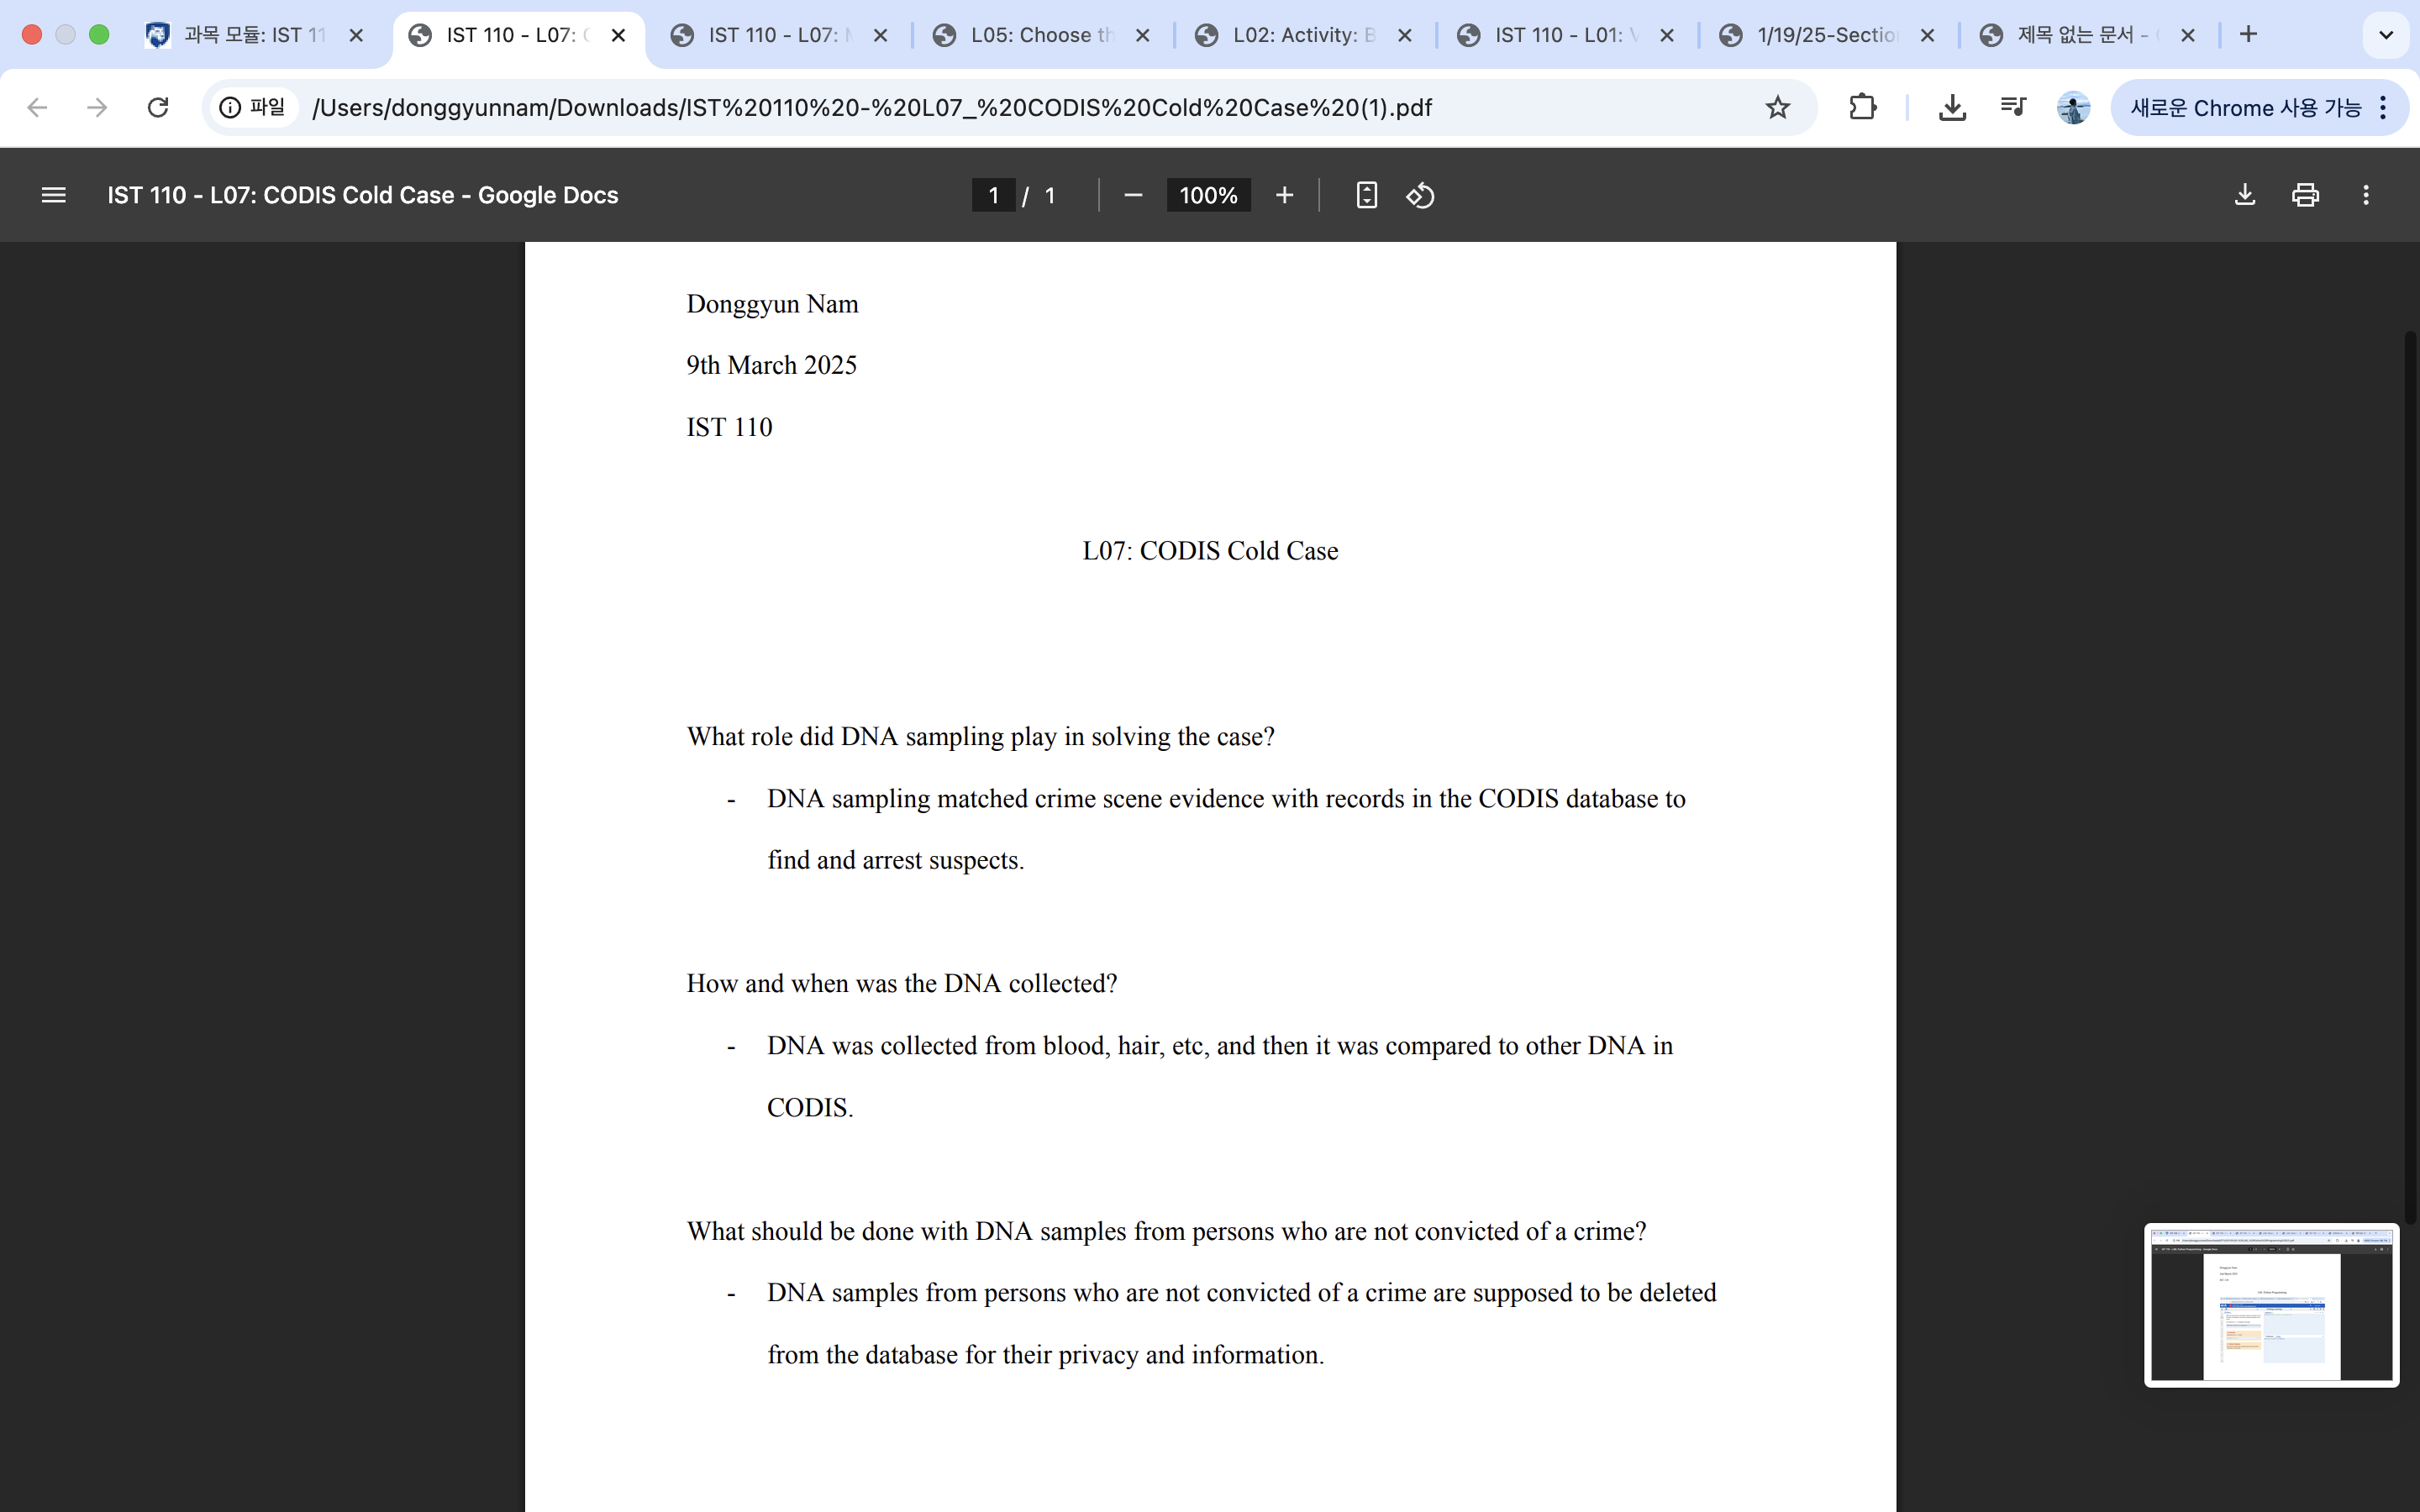 과목 모듈: IST 11
IST 110 - L07: C
IST 110 - L07: M
L05: Choose th
L02: Activity: B
IST 110 - L01: V
1/19/25-Sectio
제목 없는 문서 -
파일
/Users/donggyunnam/Downloads/IST%20110%20-%20L07_%20CODIS%20Cold%20Case%20(1).pdf
새로운 Chrome 사용 가능
IST 110 - L07: CODIS Cold Case - Google Docs
1 / 1
100%
Donggyun Nam
9th March 2025
IST 110
L07: CODIS Cold Case
What role did DNA sampling play in solving the case?
- DNA sampling matched crime scene evidence with records in the CODIS database to
find and arrest suspects.
How and when was the DNA collected?
- DNA was collected from blood, hair, etc, and then it was compared to other DNA in
CODIS.
What should be done with DNA samples from persons who are not convicted of a crime?
- DNA samples from persons who are not convicted of a crime are supposed to be deleted
from the database for their privacy and information.